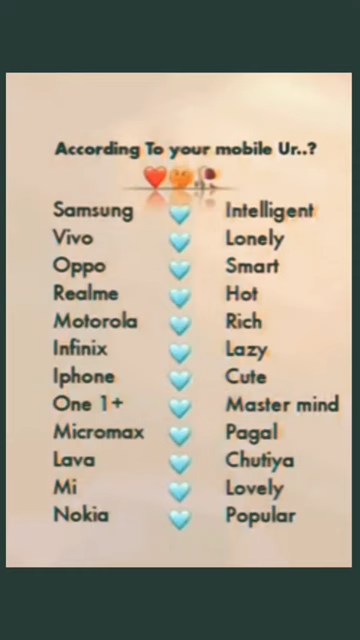 According To your mobile Ur..?
❤️🤔🥀
Samsung 🩵 Intelligent
Vivo 🩵 Lonely
Oppo 🩵 Smart
Realme 🩵 Hot
Motorola 🩵 Rich
Infinix 🩵 Lazy
Iphone 🩵 Cute
One 1+ 🩵 Master mind
Micromax 🩵 Pagal
Lava 🩵 Chutiya
Mi 🩵 Lovely
Nokia 🩵 Popular